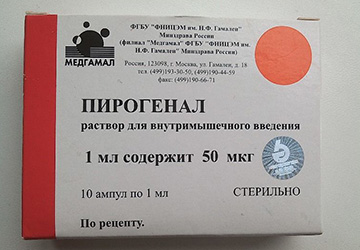 ФГБУ "ФНИЦЭМ им. Н.Ф. Гамалеи"
Минздрава России
(филиал "Медгамал" ФГБУ "ФНИЦЭМ
им. Н.Ф. Гамалеи" Минздрава России)
МЕДГАМАЛ
Россия, 123098, г. Москва, ул. Гамалеи, д. 18
тел. (499)193-30-50, (499)190-44-59
факс: (499)190-66-71
ПИРОГЕНАЛ
раствор для внутримышечного введения
1 мл содержит 50 мкг
10 ампул по 1 мл
СТЕРИЛЬНО
По рецепту.